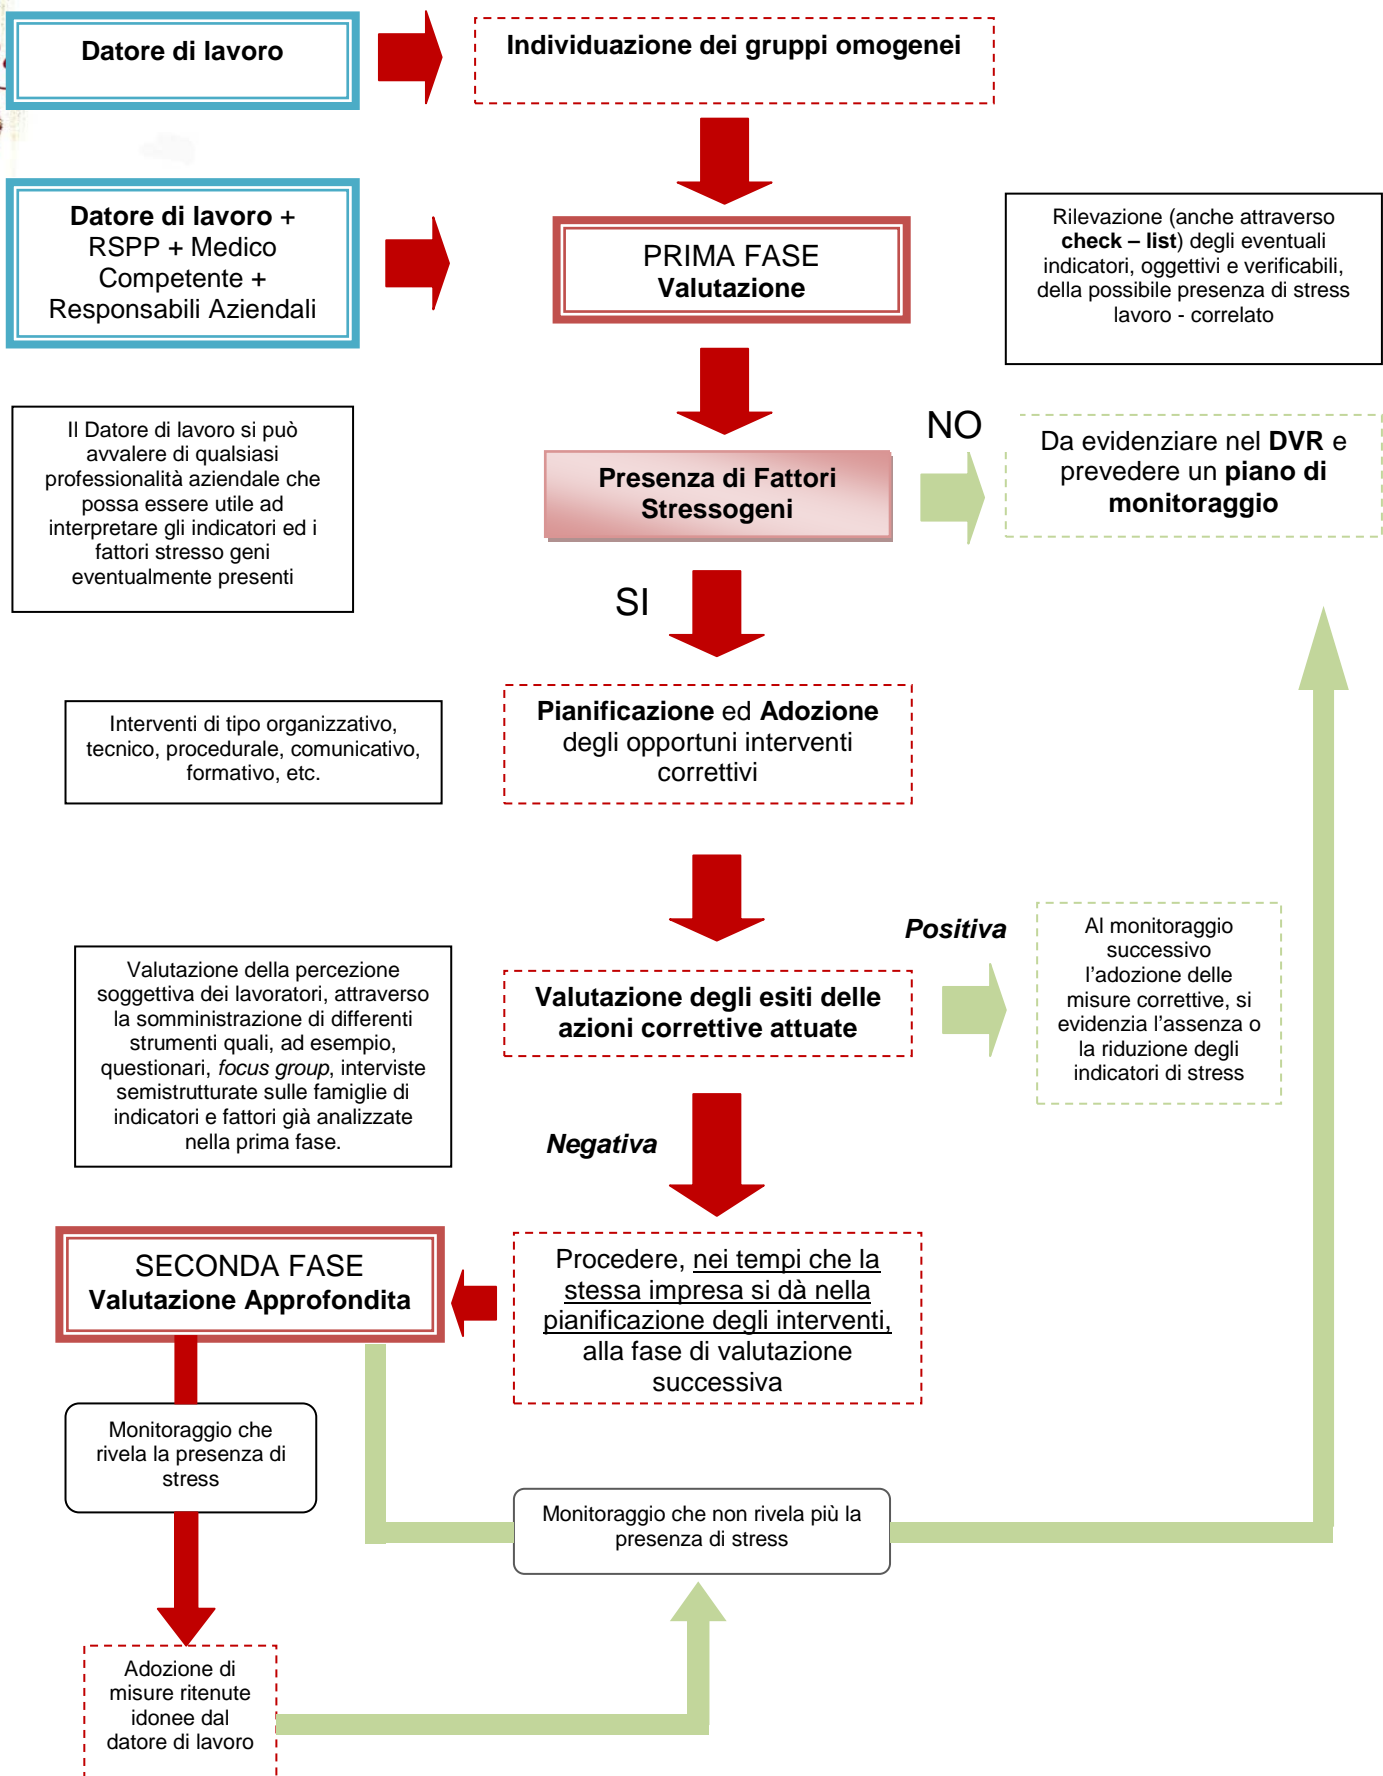 Datore di lavoro
Individuazione dei gruppi omogenei
Datore di lavoro +
RSPP + Medico
Competente +
Responsabili Aziendali
PRIMA FASE
Valutazione
Rilevazione (anche attraverso
check – list) degli eventuali
indicatori, oggettivi e verificabili,
della possibile presenza di stress
lavoro - correlato
Il Datore di lavoro si può
avvalere di qualsiasi
professionalità aziendale che
possa essere utile ad
interpretare gli indicatori ed i
fattori stresso geni
eventualmente presenti
Presenza di Fattori
Stressogeni
NO
Da evidenziare nel DVR e
prevedere un piano di
monitoraggio
SI
Interventi di tipo organizzativo,
tecnico, procedurale, comunicativo,
formativo, etc.
Pianificazione ed Adozione
degli opportuni interventi
correttivi
Valutazione della percezione
soggettiva dei lavoratori, attraverso
la somministrazione di differenti
strumenti quali, ad esempio,
questionari, focus group, interviste
semistrutturate sulle famiglie di
indicatori e fattori già analizzate
nella prima fase.
Valutazione degli esiti delle
azioni correttive attuate
Positiva
Al monitoraggio
successivo
l’adozione delle
misure correttive, si
evidenzia l’assenza o
la riduzione degli
indicatori di stress
Negativa
SECONDA FASE
Valutazione Approfondita
Procedere, nei tempi che la
stessa impresa si dà nella
pianificazione degli interventi,
alla fase di valutazione
successiva
Monitoraggio che
rivela la presenza di
stress
Monitoraggio che non rivela più la
presenza di stress
Adozione di
misure ritenute
idonee dal
datore di lavoro